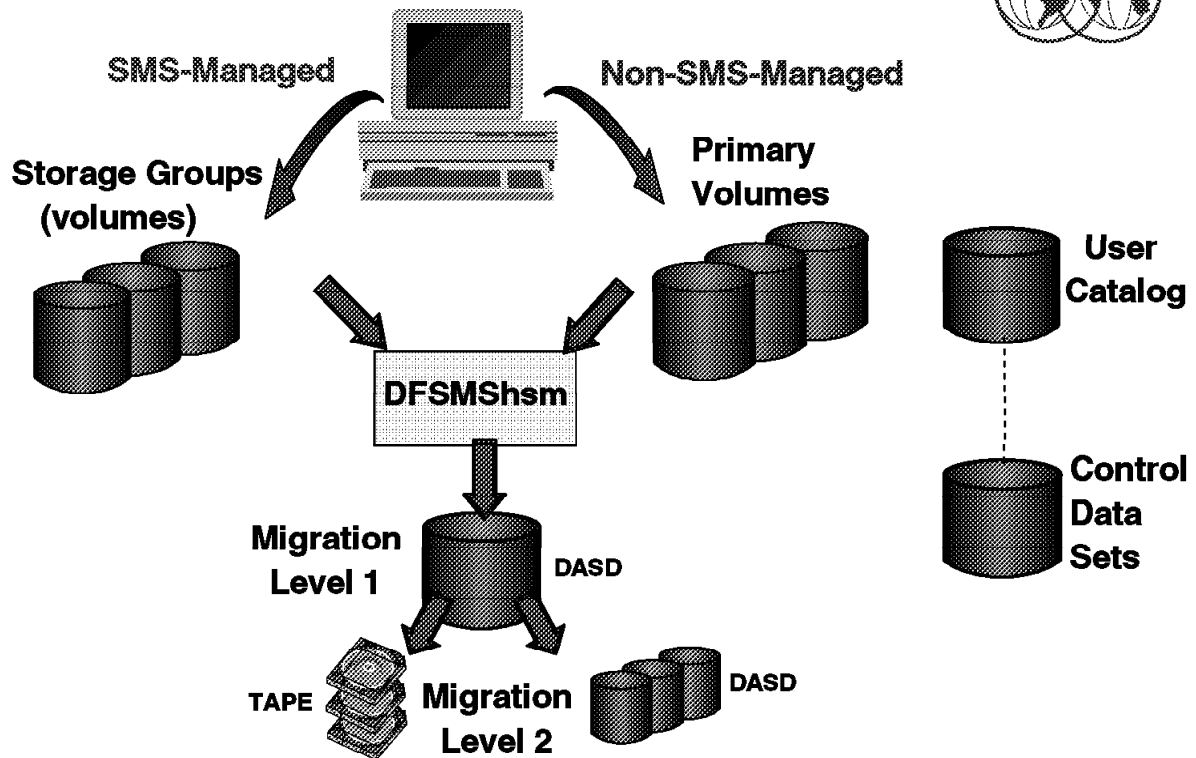 SMS-Managed
Non-SMS-Managed
Storage Groups
(volumes)
Primary
Volumes
User
Catalog
DFSMShsm
Control
Data
Sets
Migration
Level 1
DASD
TAPE
Migration
Level 2
DASD